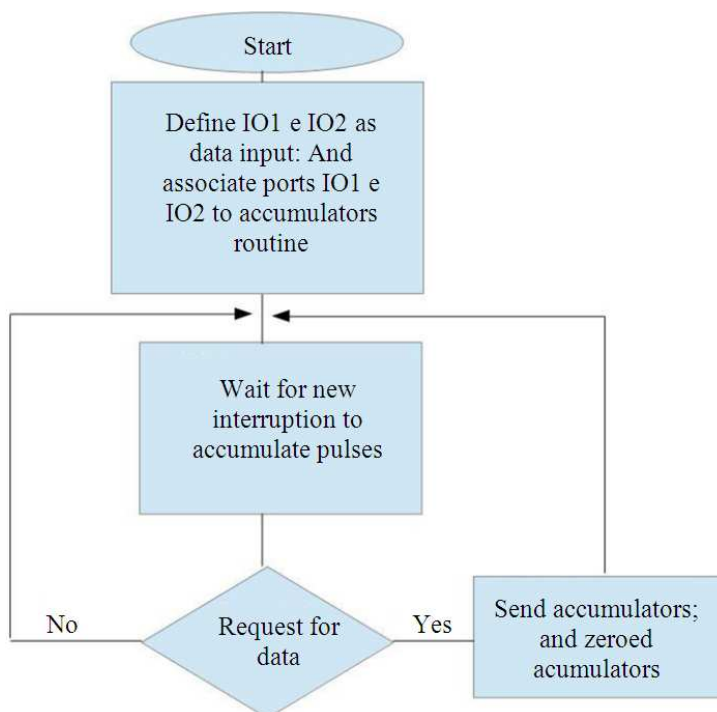 Start
Define IO1 e IO2 as
data input: And
associate ports IO1 e
IO2 to accumulators
routine
Wait for new
interruption to
accumulate pulses
No
Request for
data
Yes
Send accumulators;
and zeroed
acumulators